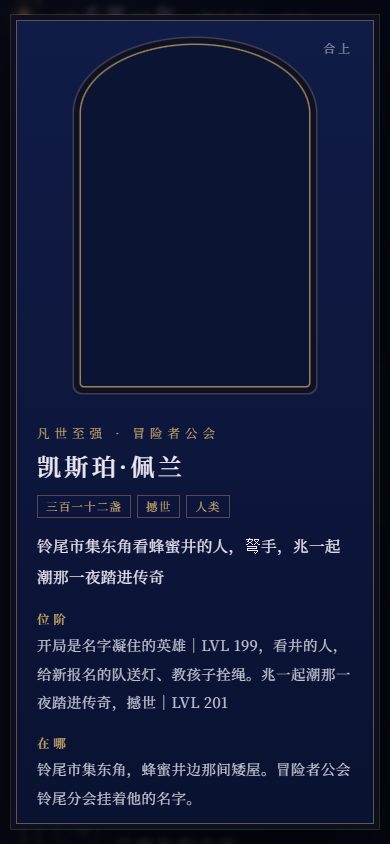 合上
凡世至强 · 冒险者公会
凯斯珀·佩兰
三百一十二盏 撼世 人类
铃尾市集东角看蜂蜜井的人，弩手，兆一起
潮那一夜踏进传奇
位阶
开局是名字凝住的英雄｜LVL 199，看井的人，
给新报名的队送灯、教孩子拴绳。兆一起潮那一
夜踏进传奇，撼世｜LVL 201
在哪
铃尾市集东角，蜂蜜井边那间矮屋。冒险者公会
铃尾分会挂着他的名字。